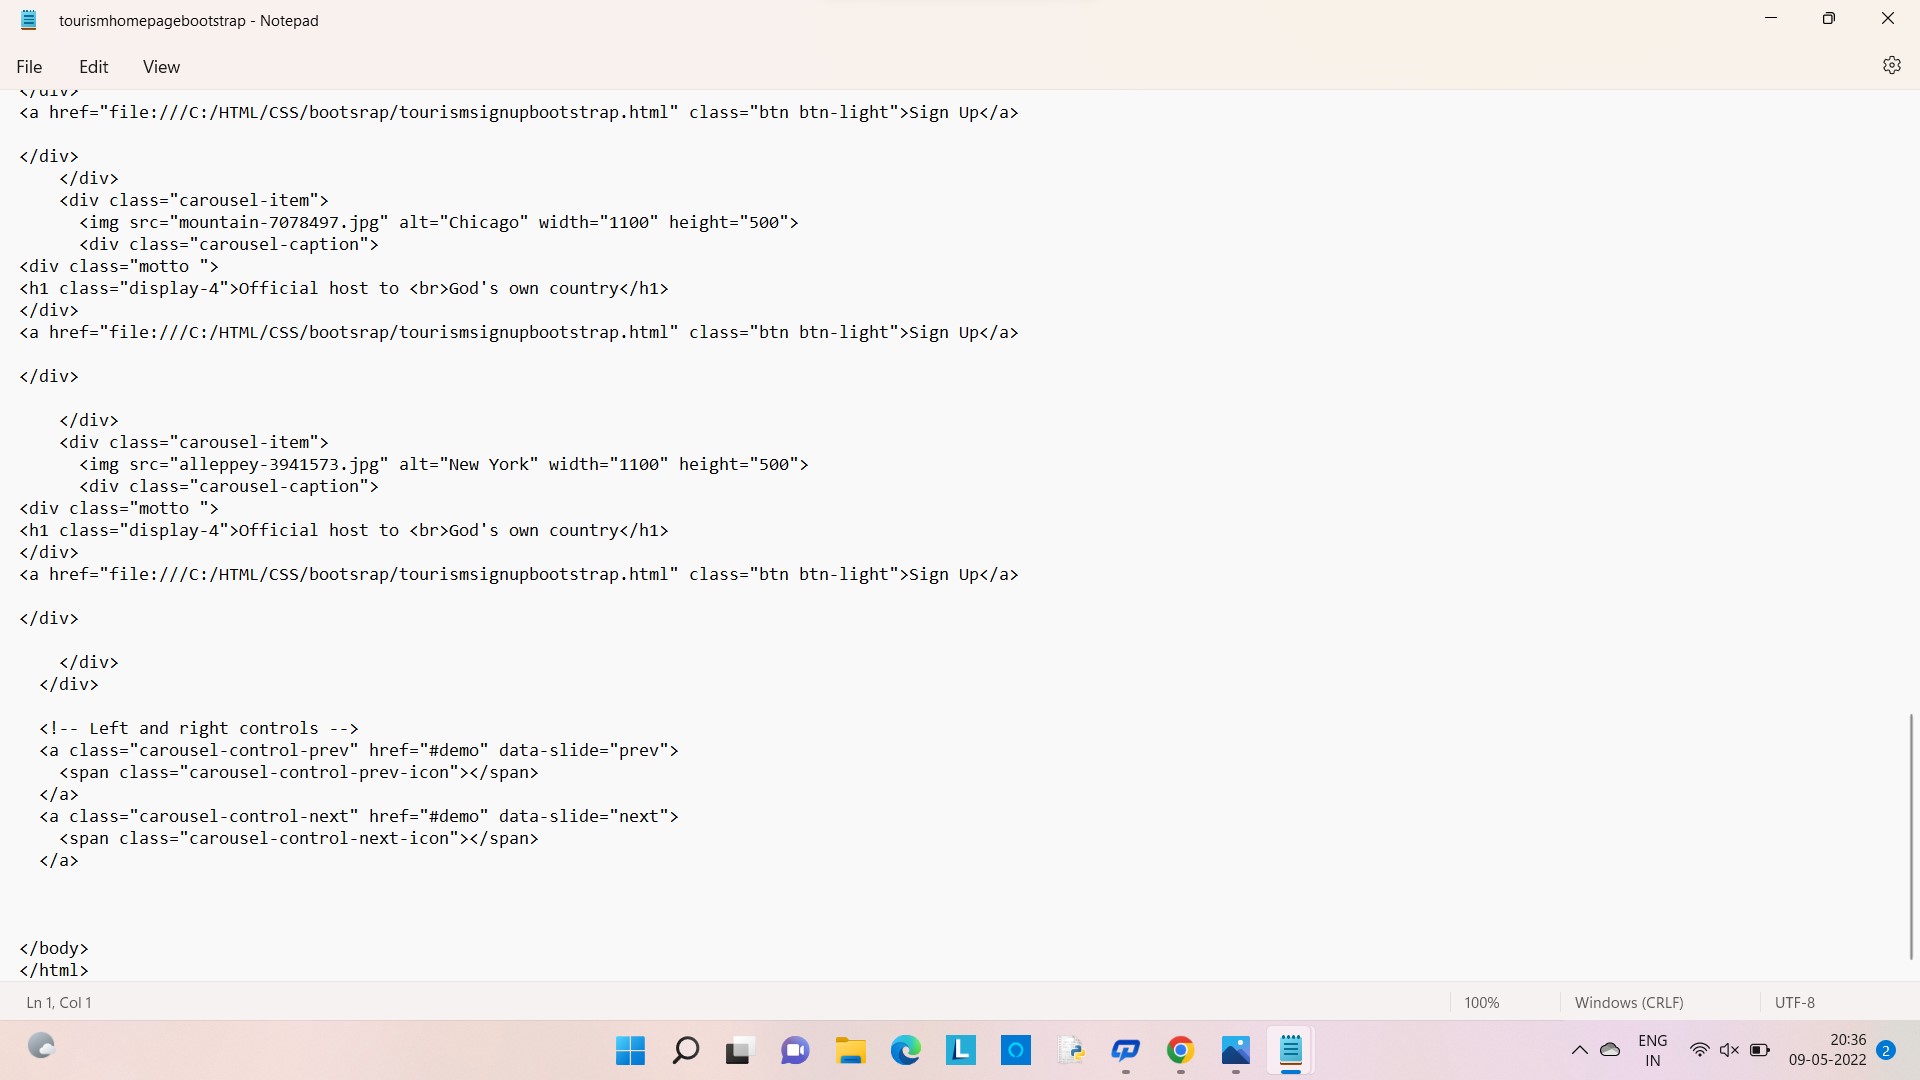 tourismhomepagebootstrap - Notepad
File Edit View
</div>
<a href="file:///C:/HTML/CSS/bootsrap/tourismsignupbootstrap.html" class="btn btn-light">Sign Up</a>
</div>
</div>
<div class="carousel-item">
<img src="mountain-7078497.jpg" alt="Chicago" width="1100" height="500">
<div class="carousel-caption">
<div class="motto ">
<h1 class="display-4">Official host to <br>God's own country</h1>
</div>
<a href="file:///C:/HTML/CSS/bootsrap/tourismsignupbootstrap.html" class="btn btn-light">Sign Up</a>
</div>
</div>
<div class="carousel-item">
<img src="alleppey-3941573.jpg" alt="New York" width="1100" height="500">
<div class="carousel-caption">
<div class="motto ">
<h1 class="display-4">Official host to <br>God's own country</h1>
</div>
<a href="file:///C:/HTML/CSS/bootsrap/tourismsignupbootstrap.html" class="btn btn-light">Sign Up</a>
</div>
</div>
</div>
<!-- Left and right controls -->
<a class="carousel-control-prev" href="#demo" data-slide="prev">
<span class="carousel-control-prev-icon"></span>
</a>
<a class="carousel-control-next" href="#demo" data-slide="next">
<span class="carousel-control-next-icon"></span>
</a>
</body>
</html>
Ln 1, Col 1 100% Windows (CRLF) UTF-8
L
ENG
IN
20:36
09-05-2022
2